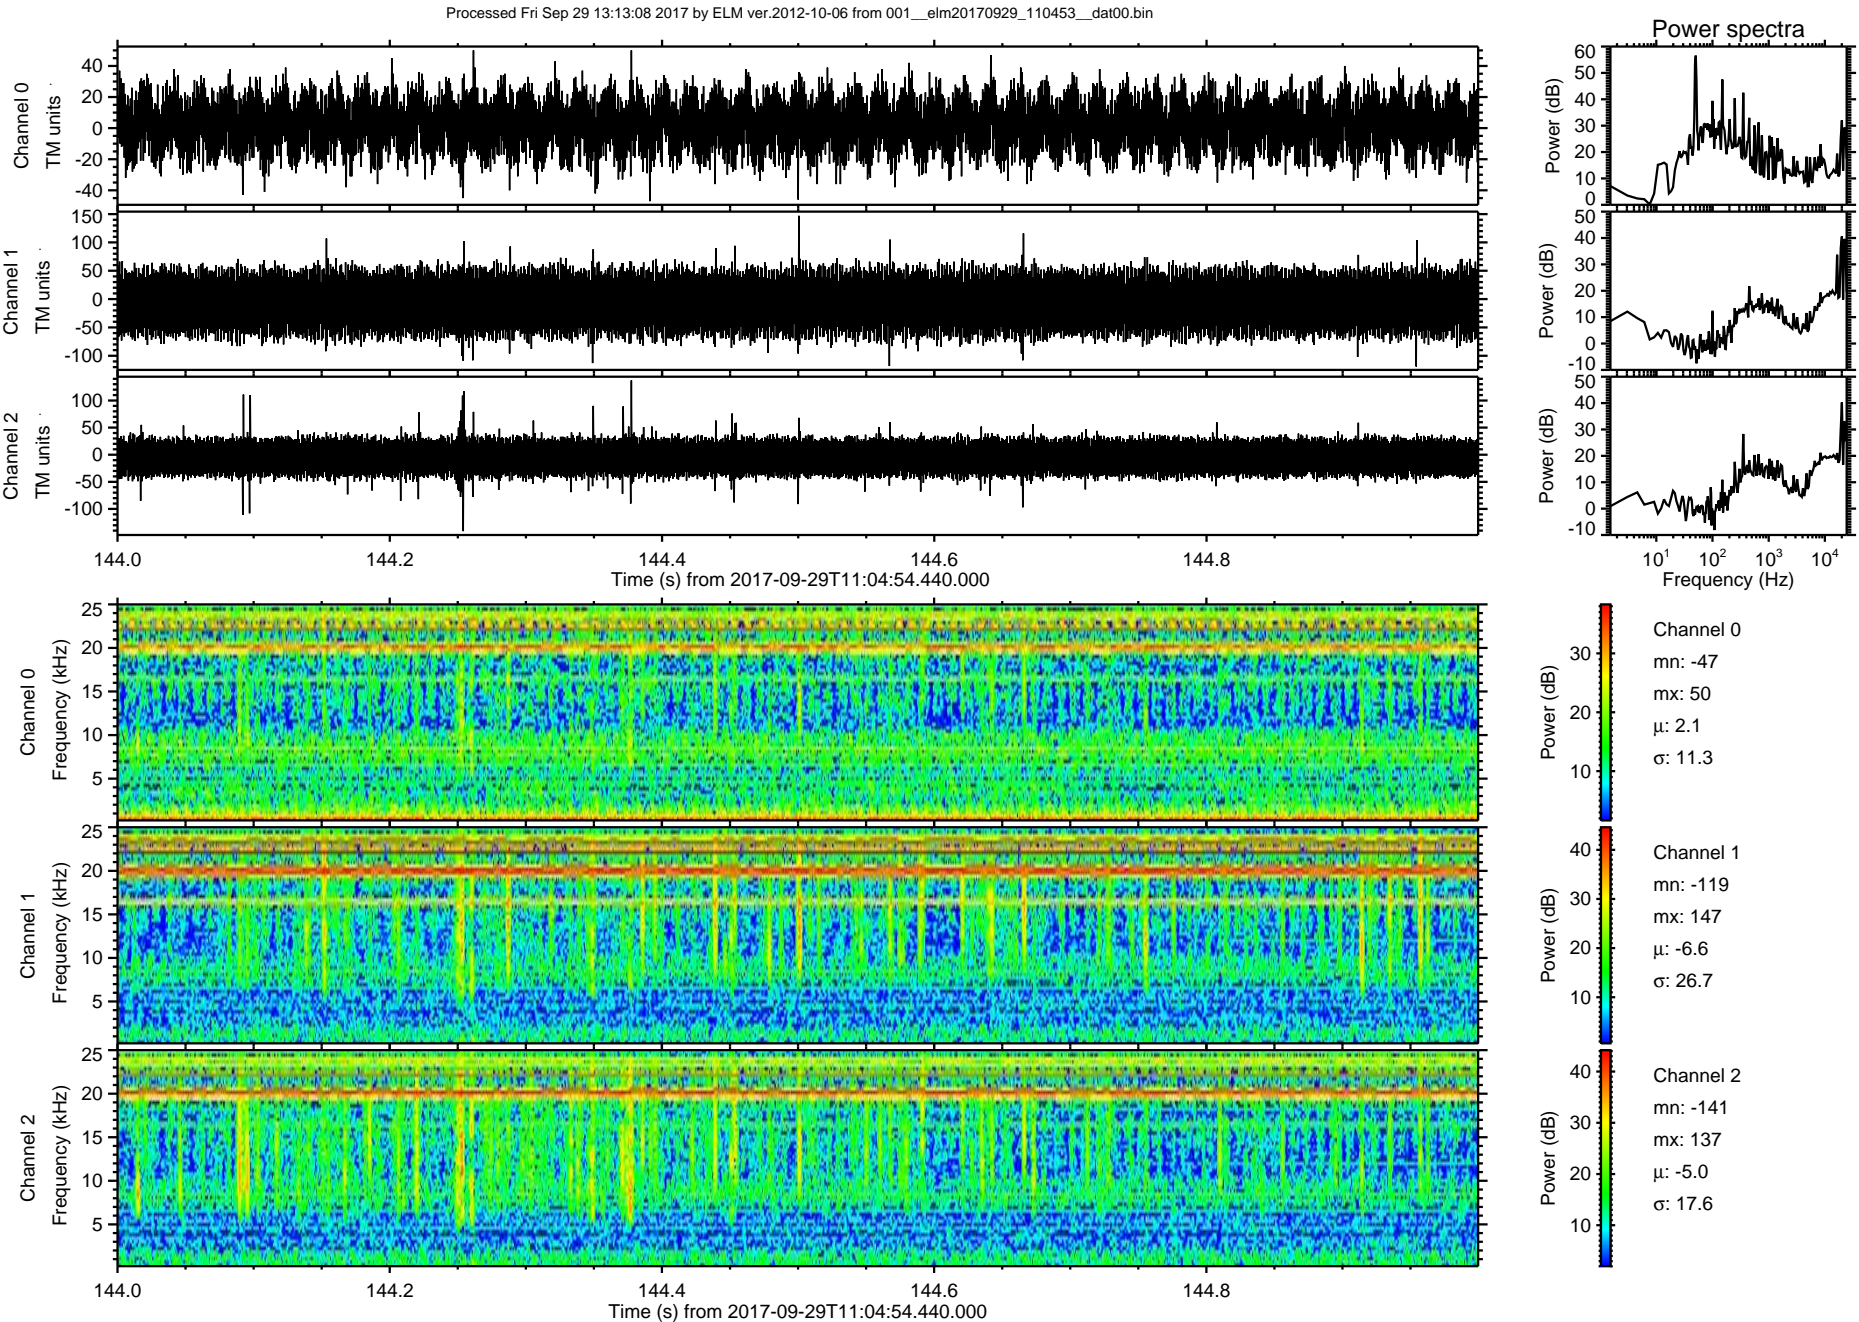 Processed Fri Sep 29 13:13:08 2017 by ELM ver.2012-10-06 from 001__elm20170929_110453__dat00.bin
Power spectra
Channel 0
TM units
40
20
0
-20
-40
Power (dB)
60
50
40
30
20
10
0
Channel 1
TM units
150
100
50
0
-50
-100
Power (dB)
50
40
30
20
10
0
-10
Channel 2
TM units
100
50
0
-50
-100
Power (dB)
50
40
30
20
10
0
-10
144.0 144.2 144.4 144.6 144.8
Time (s) from 2017-09-29T11:04:54.440.000
10^1 10^2 10^3 10^4
Frequency (Hz)
Channel 0
Frequency (kHz)
25
20
15
10
5
Power (dB)
30
20
10
Channel 0
mn: -47
mx: 50
μ: 2.1
σ: 11.3
Channel 1
Frequency (kHz)
25
20
15
10
5
Power (dB)
40
30
20
10
Channel 1
mn: -119
mx: 147
μ: -6.6
σ: 26.7
Channel 2
Frequency (kHz)
25
20
15
10
5
Power (dB)
40
30
20
10
Channel 2
mn: -141
mx: 137
μ: -5.0
σ: 17.6
144.0 144.2 144.4 144.6 144.8
Time (s) from 2017-09-29T11:04:54.440.000